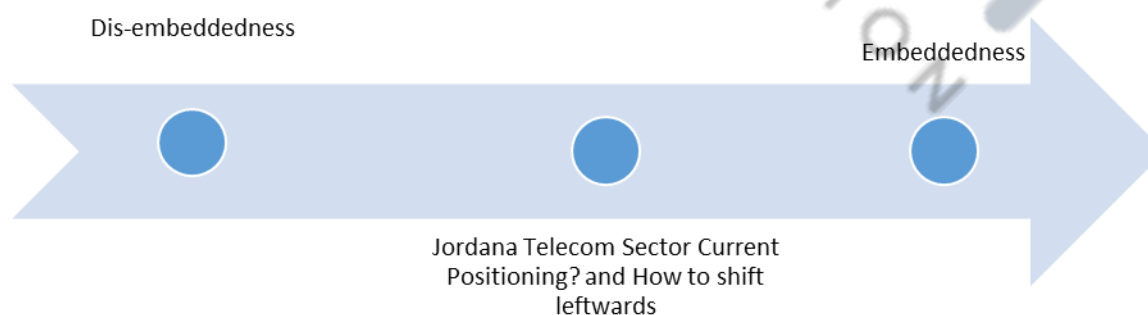 Dis-embeddedness
Embeddedness
Jordana Telecom Sector Current
Positioning? and How to shift
leftwards